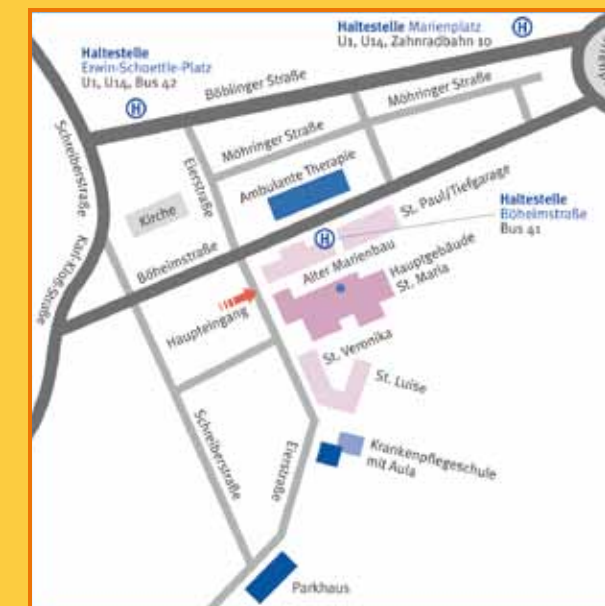 Haltestelle Marienplatz
U1, U14, Zahnradbahn 10
H
Haltestelle
Erwin-Schoettle-Platz
U1, U14, Bus 42
H
Böblinger Straße
Möhringer Straße
Möhringer Straße
Schreiberstraße
Eierstraße
Ambulante Therapie
Kirche
St. Paul/Tiefgarage
Haltestelle
Böheimstraße
Bus 41
H
Karl-Kloß-Straße
Böheimstraße
Alter Marienbau
Hauptgebäude
St. Maria
Haupteingang
St. Veronika
St. Luise
Schreiberstraße
Eierstraße
Krankenpflegeschule
mit Aula
Parkhaus